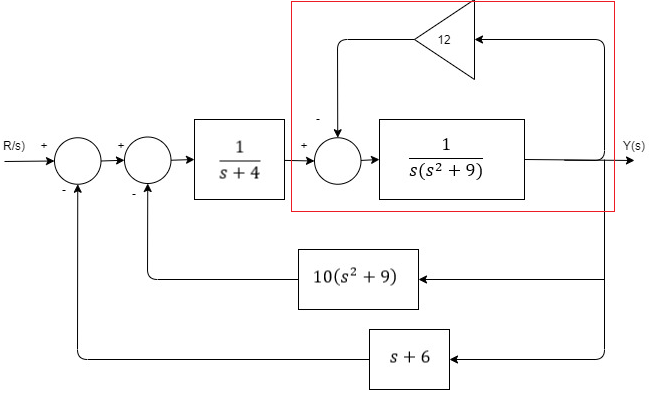 12
-
R/s)
+
+
+
Y(s)
1
s + 4
1
s(s² + 9)
-
-
10(s² + 9)
s + 6